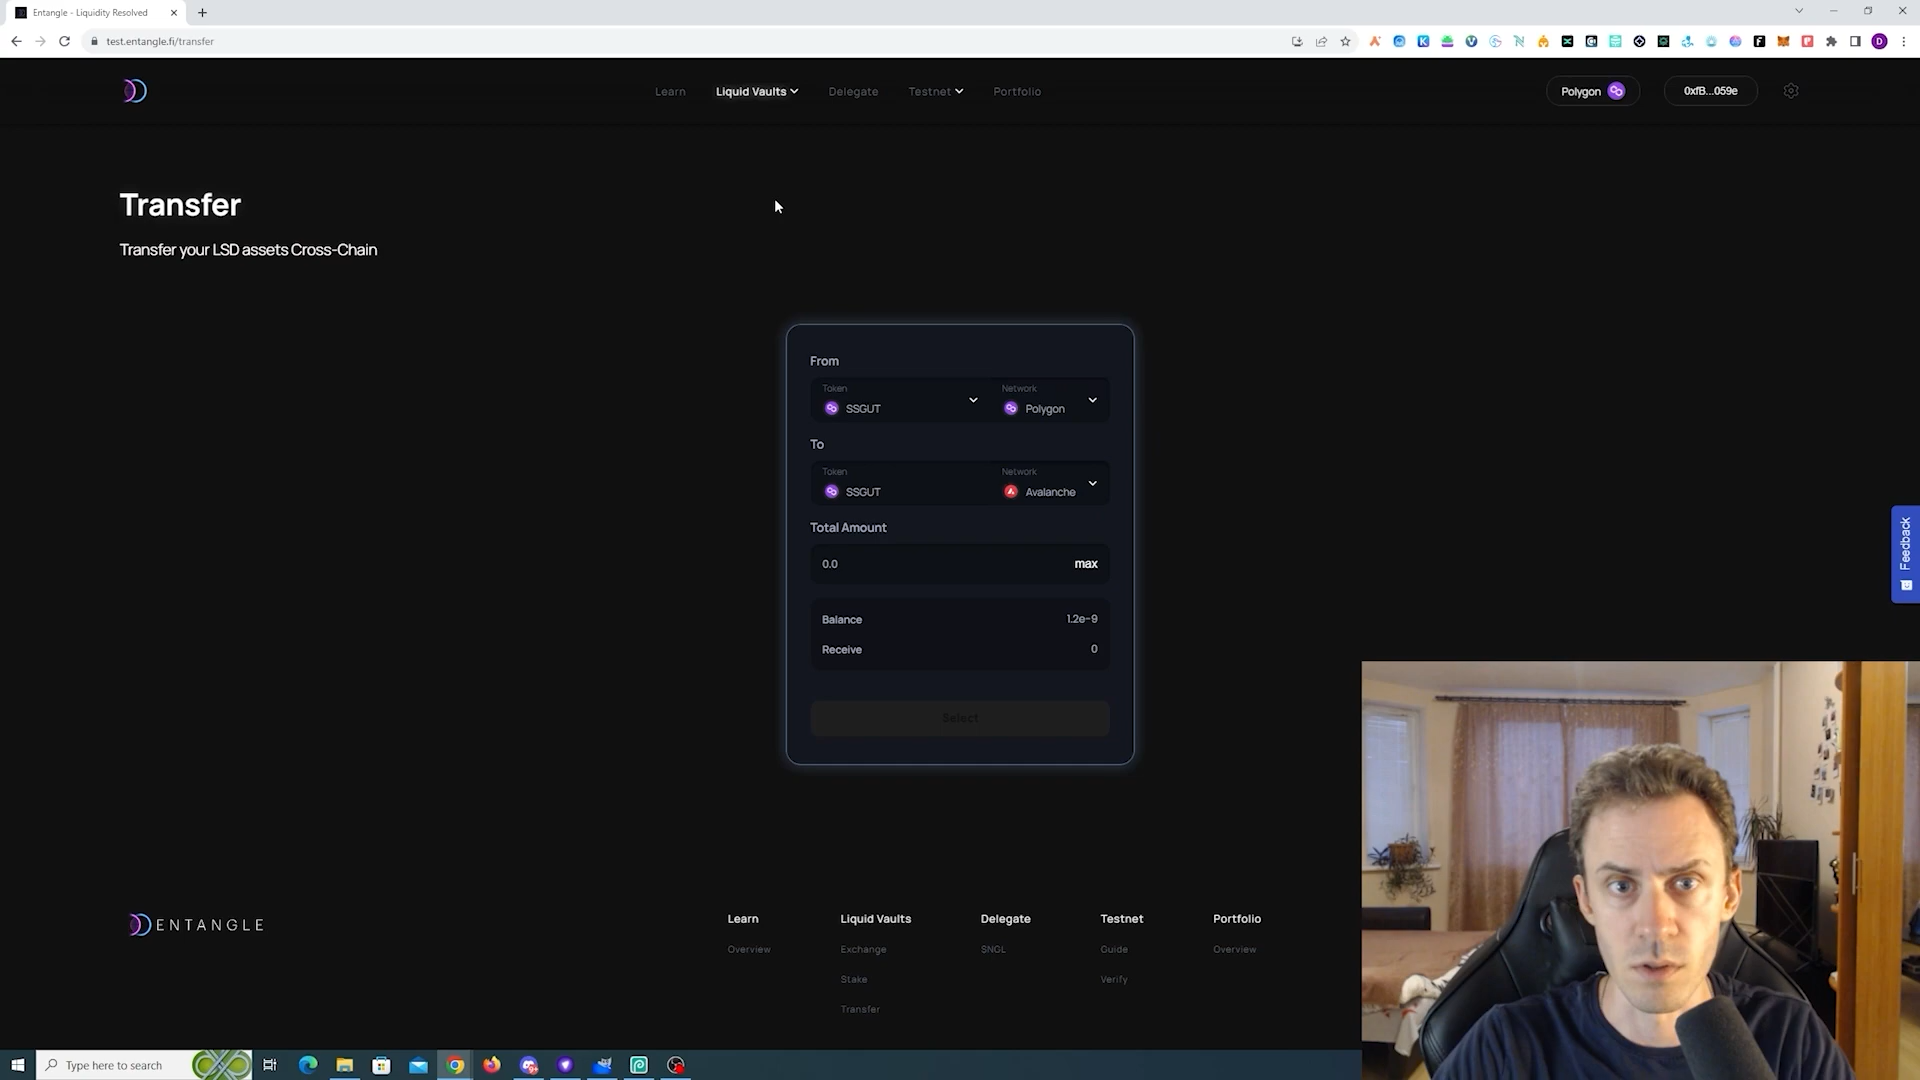 Entangle - Liquidity Resolved
test.entangle.fi/transfer
Learn
Liquid Vaults
Delegate
Testnet
Portfolio
Polygon
0xfB...059e
Transfer
Transfer your LSD assets Cross-Chain
From
Token
SSGUT
Network
Polygon
To
Token
SSGUT
Network
Avalanche
Total Amount
0.0
max
Balance
1.2e-9
Receive
0
Select
Feedback
ENTANGLE
Learn
Overview
Liquid Vaults
Exchange
Stake
Transfer
Delegate
SNGL
Testnet
Guide
Verify
Portfolio
Overview
Type here to search